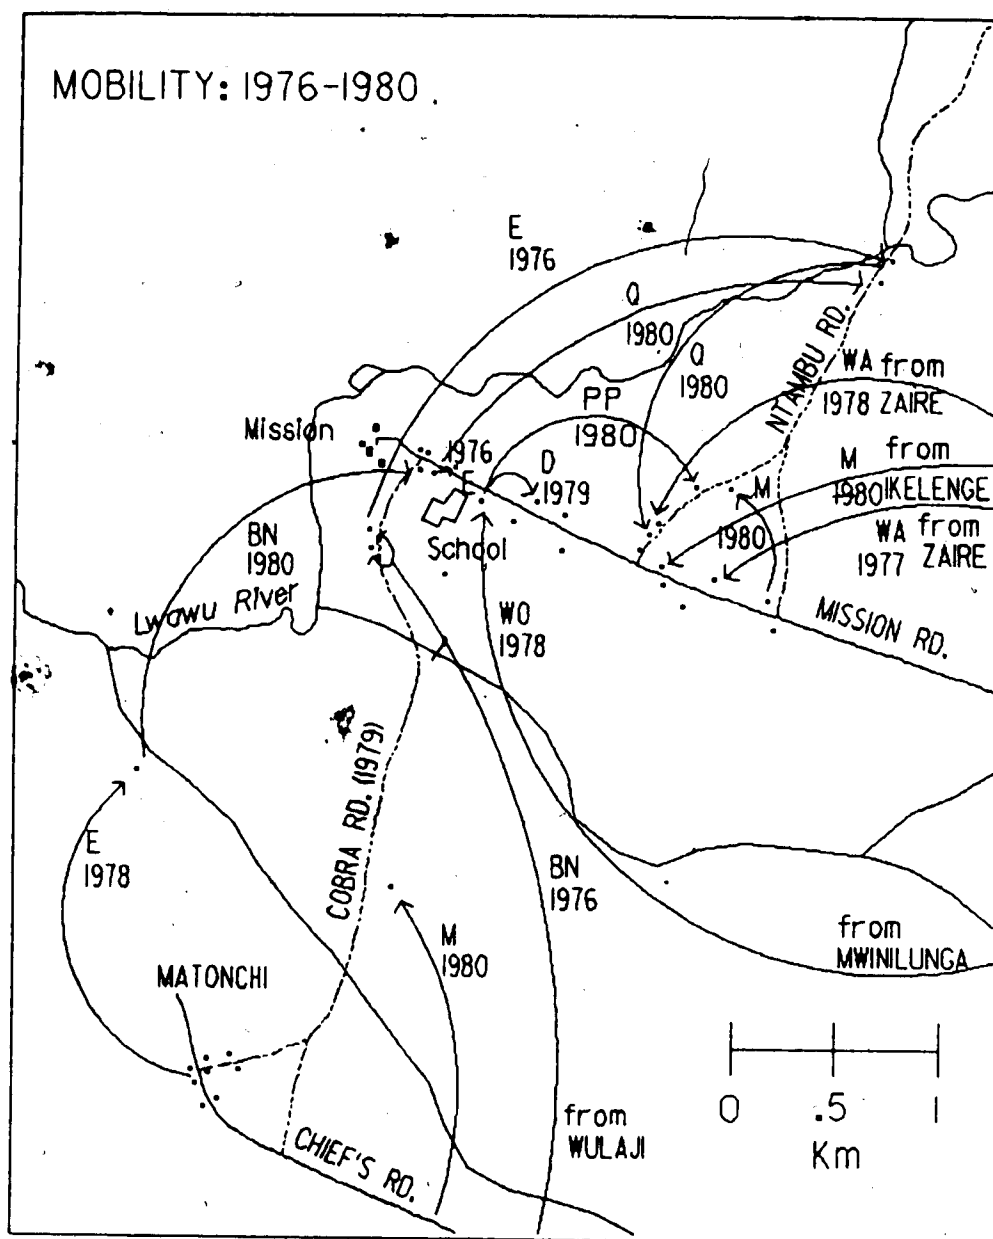 MOBILITY: 1976-1980
E
1976
Q
1980
Q
1980
NTAMBU RD.
WA from
1978 ZAIRE
PP
1980
Mission
1976
E
D
1979
M from
1980 IKELENGE
M
1980
WA from
1977 ZAIRE
School
BN
1980
Lwawu River
WO
1978
MISSION RD.
COBRA RD. (1979)
E
1978
BN
1976
M
1980
from
MWINILUNGA
MATONCHI
from
WULAJI
CHIEF'S RD.
0 .5 1
Km